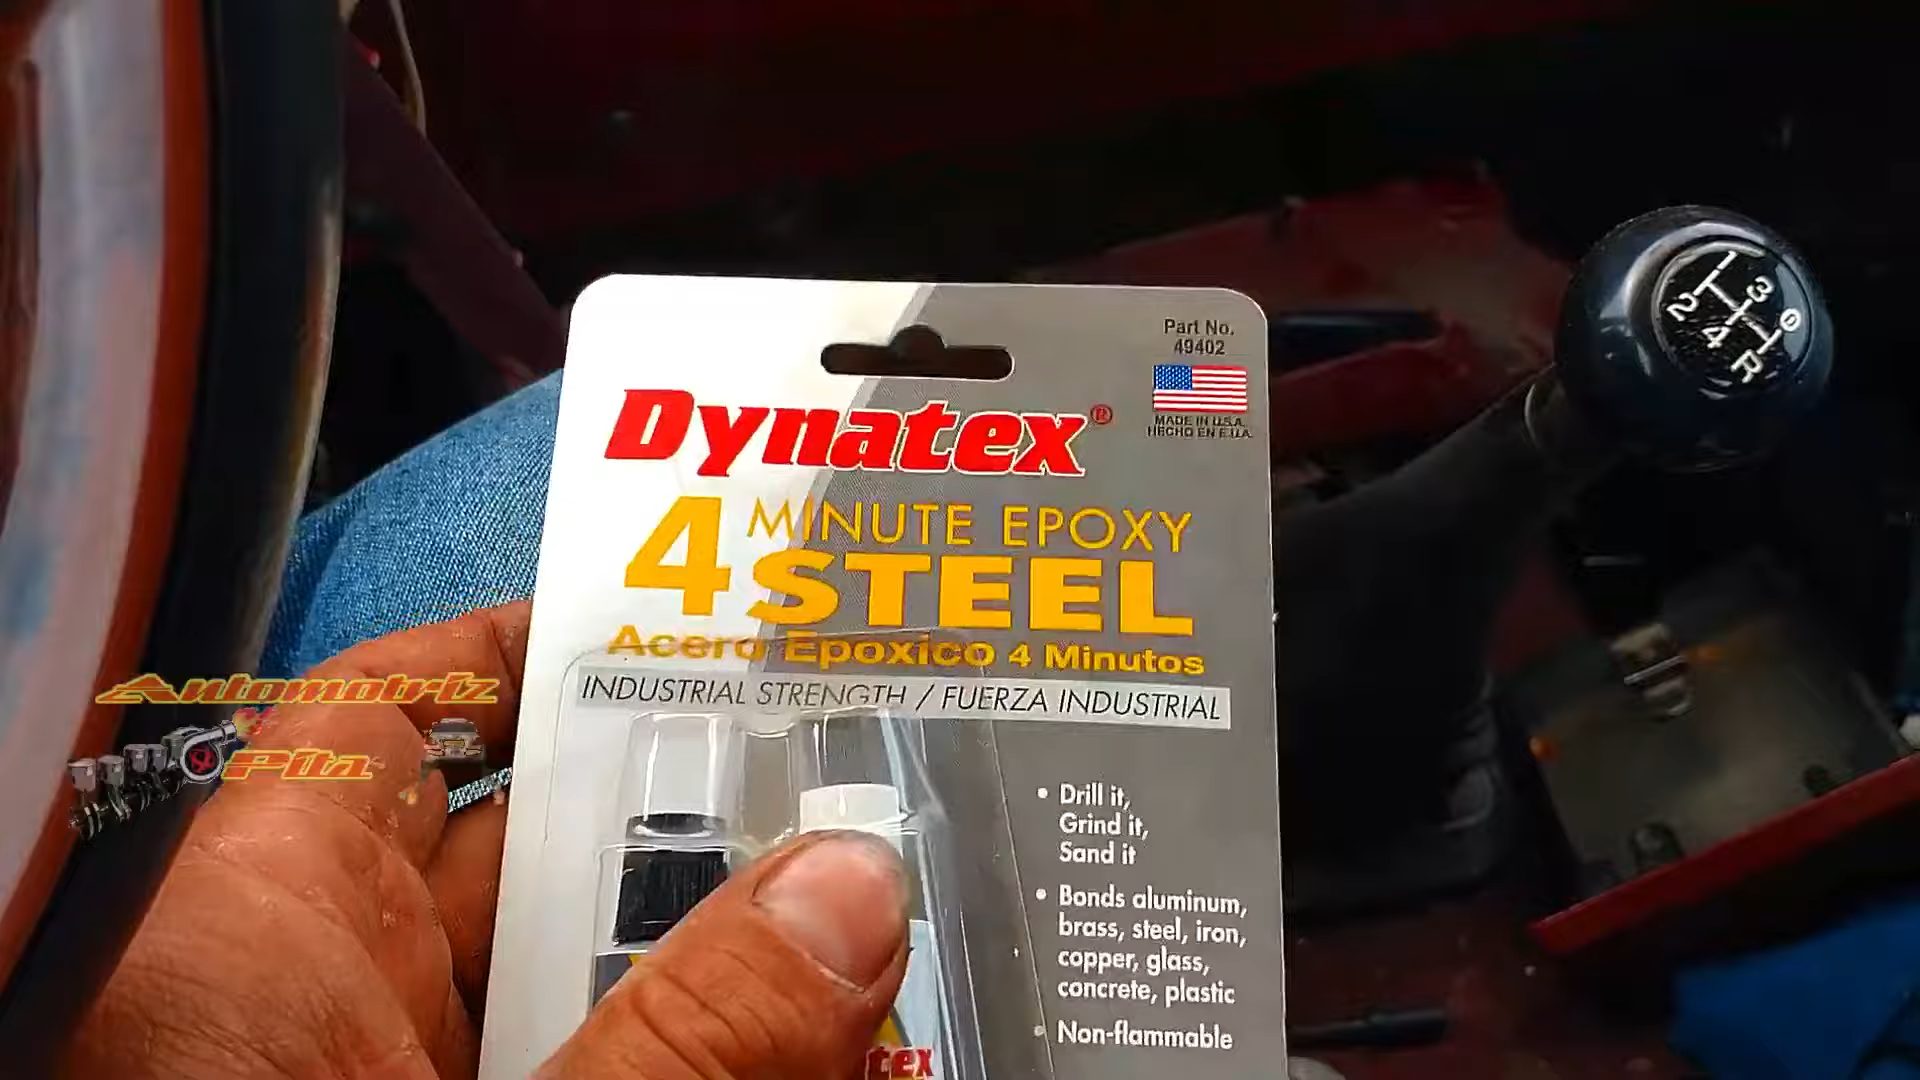 Part No.
49402
MADE IN U.S.A.
HECHO EN E.U.A.
Dynatex®
4 MINUTE EPOXY
STEEL
Acero Epoxico 4 Minutos
INDUSTRIAL STRENGTH / FUERZA INDUSTRIAL
• Drill it,
Grind it,
Sand it
• Bonds aluminum,
brass, steel, iron,
copper, glass,
concrete, plastic
• Non-flammable
tex
Automotriz
Pita
1 3
2 4 R